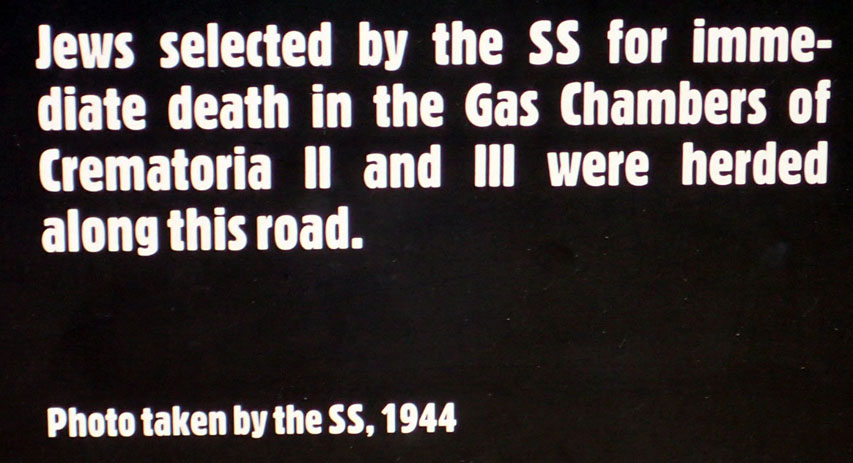 Jews selected by the SS for imme-
diate death in the Gas Chambers of
Crematoria II and III were herded
along this road.
Photo taken by the SS, 1944